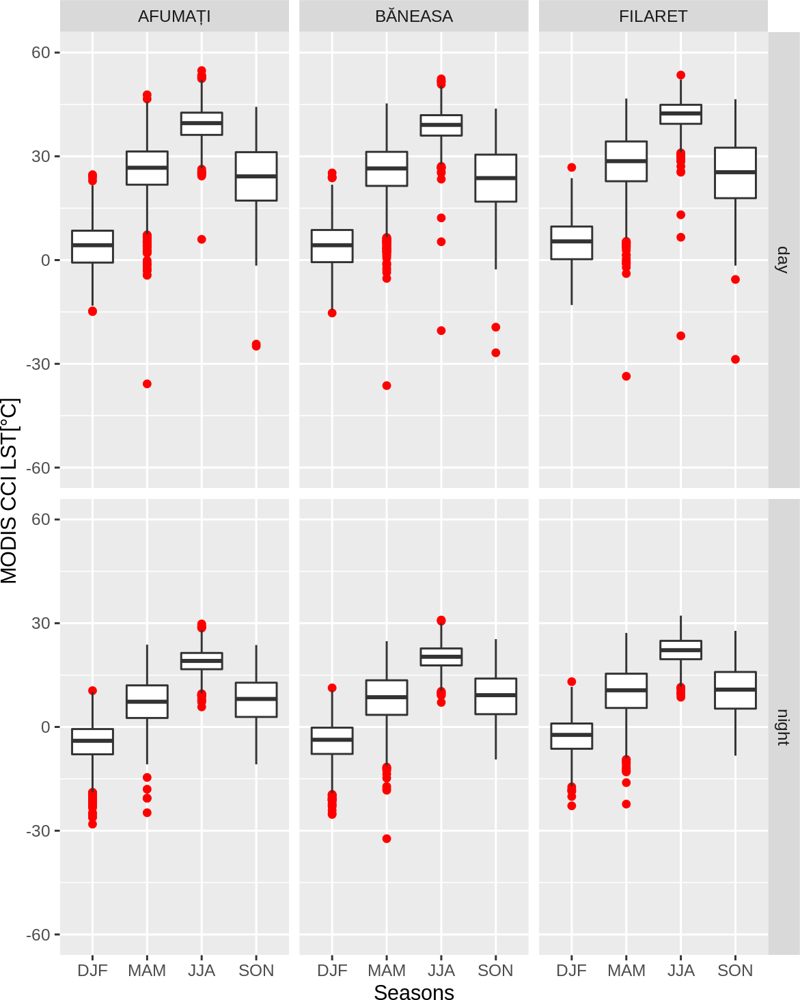 AFUMAȚI BĂNEASA FILARET
60
30
0
-30
-60
day
MODIS CCI LST[°C]
60
30
0
-30
-60
night
DJF MAM JJA SON DJF MAM JJA SON DJF MAM JJA SON
Seasons